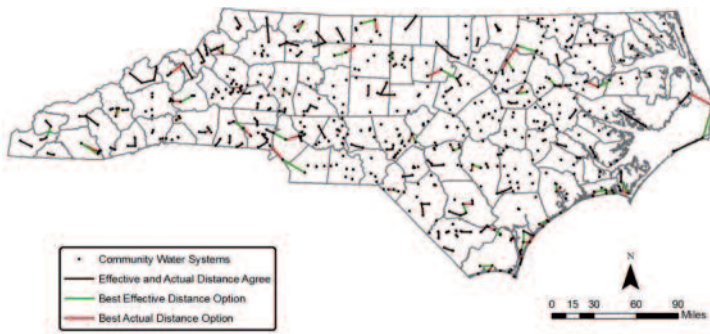 Community Water Systems
Effective and Actual Distance Agree
Best Effective Distance Option
Best Actual Distance Option
N
0 15 30 60 90
Miles